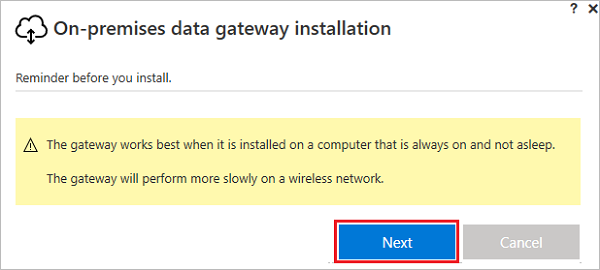 ? ×
On-premises data gateway installation
Reminder before you install.
The gateway works best when it is installed on a computer that is always on and not asleep.
The gateway will perform more slowly on a wireless network.
Next Cancel